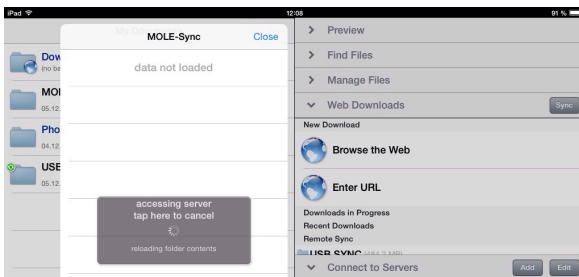 iPad
12:08
91 %
My D
MOLE-Sync
Close
data not loaded
Dow
(no ba
MOI
05.12.
Pho
04.12.
USE
05.12.
accessing server
tap here to cancel
reloading folder contents
Preview
Find Files
Manage Files
Web Downloads
Sync
New Download
Browse the Web
Enter URL
Downloads in Progress
Recent Downloads
Remote Sync
USB SYNC
Connect to Servers
Add
Edit